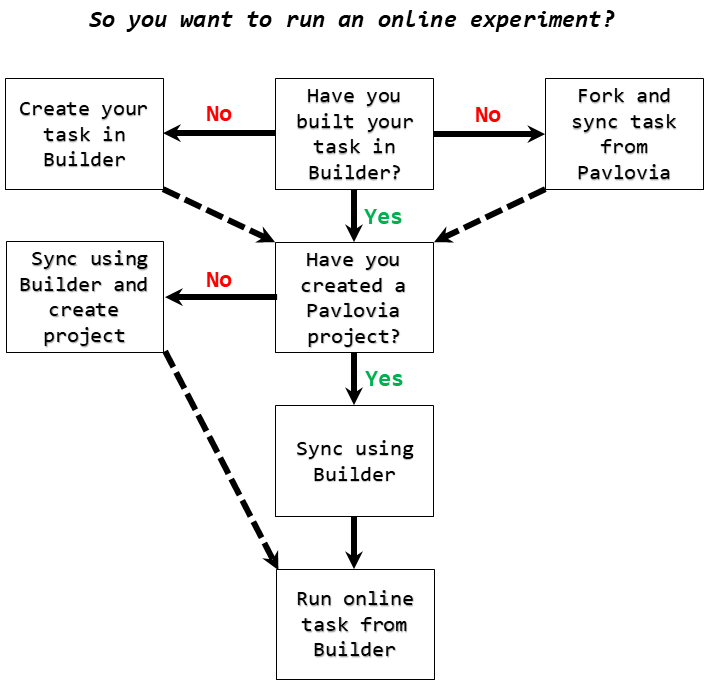 So you want to run an online experiment?
Create your
task in
Builder
No
Have you
built your
task in
Builder?
No
Fork and
sync task
from
Pavlovia
Yes
Sync using
Builder and
create
project
No
Have you
created a
Pavlovia
project?
Yes
Sync using
Builder
Run online
task from
Builder